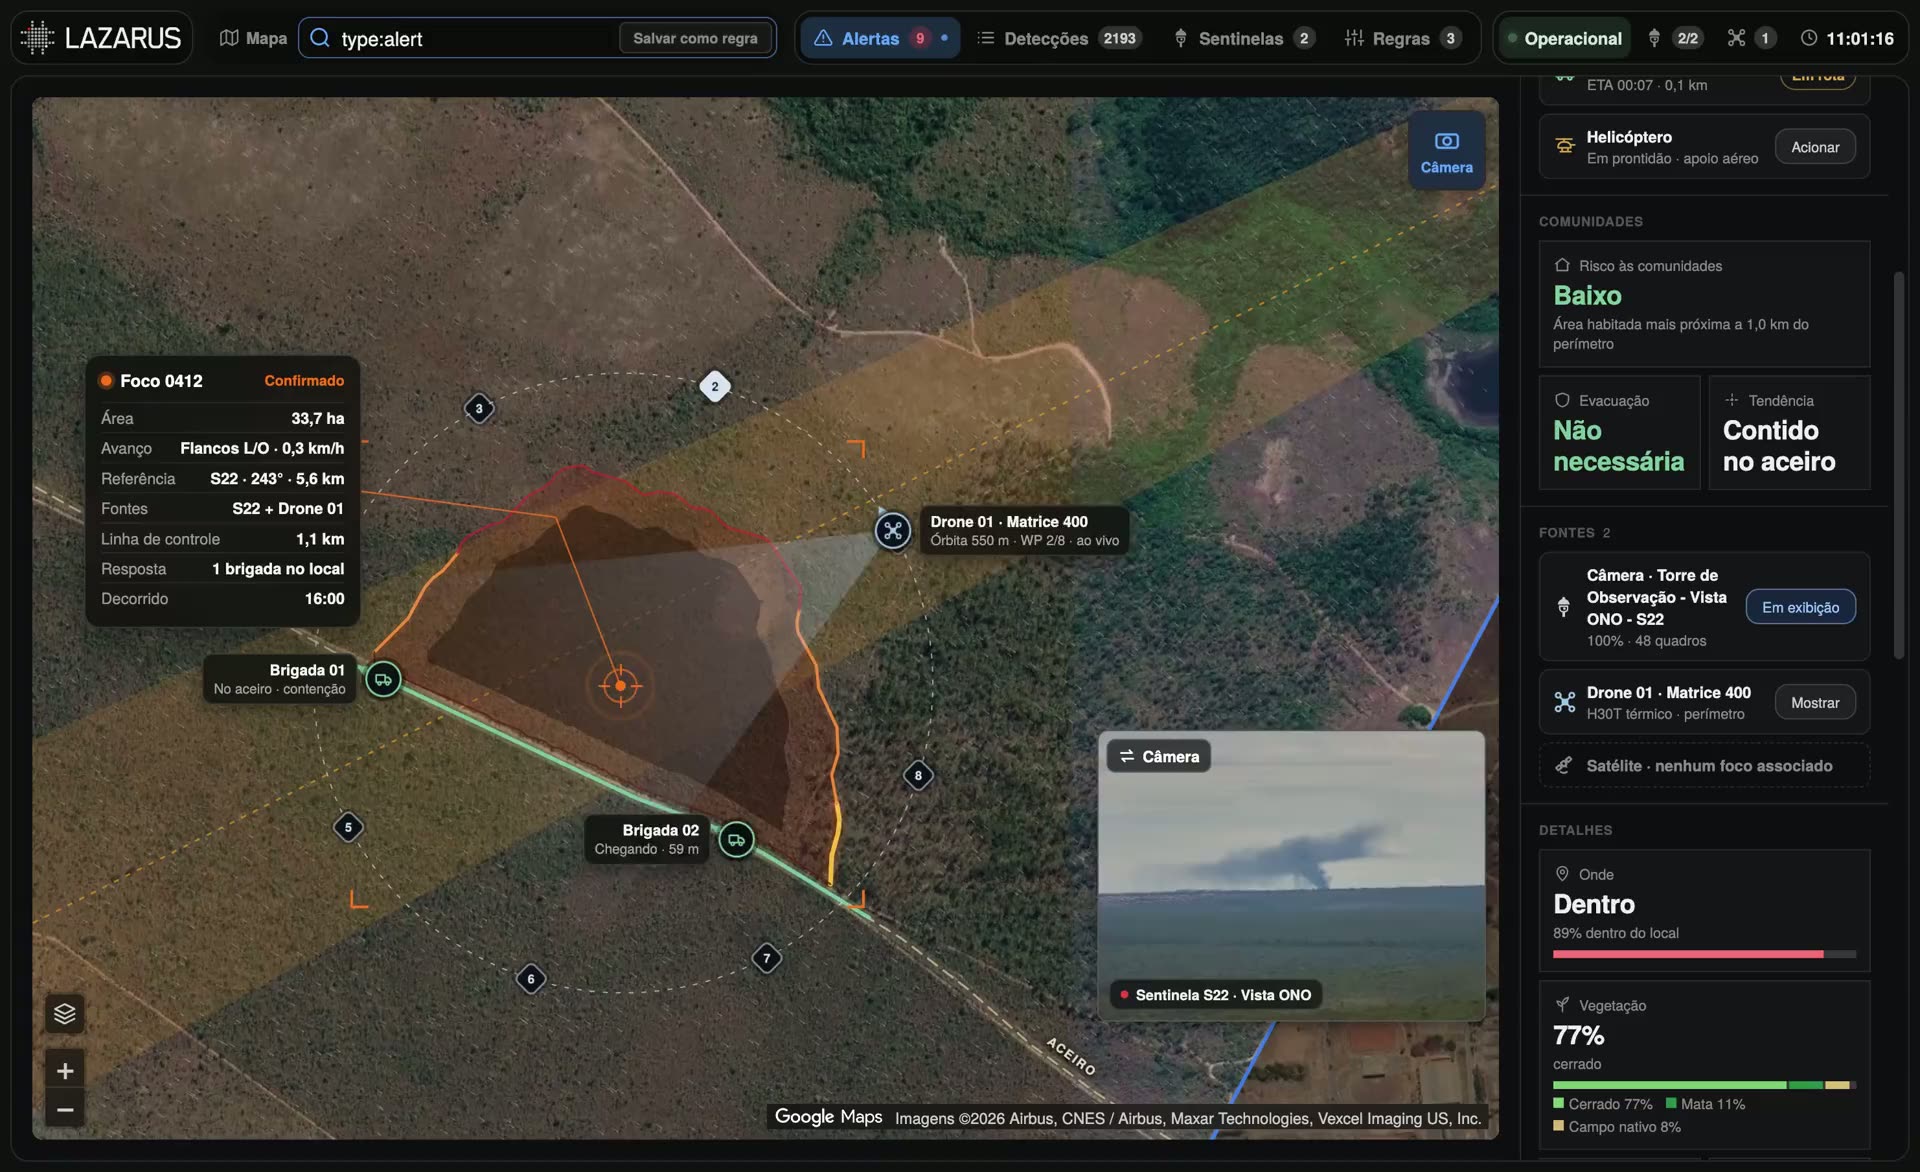 LAZARUS
Mapa
type:alert
Salvar como regra
Alertas 9
Detecções 2193
Sentinelas 2
Regras 3
Operacional
2/2
1
11:01:16
Câmera
Foco 0412 Confirmado
Área 33,7 ha
Avanço Flancos L/O · 0,3 km/h
Referência S22 · 243° · 5,6 km
Fontes S22 + Drone 01
Linha de controle 1,1 km
Resposta 1 brigada no local
Decorrido 16:00
3
2
Drone 01 · Matrice 400
Órbita 550 m · WP 2/8 · ao vivo
Brigada 01
No aceiro · contenção
8
5
Brigada 02
Chegando · 59 m
7
6
Câmera
Sentinela S22 · Vista ONO
ACEIRO
Google Maps Imagens ©2026 Airbus, CNES / Airbus, Maxar Technologies, Vexcel Imaging US, Inc.
ETA 00:07 · 0,1 km
Em rota
Helicóptero
Em prontidão · apoio aéreo
Acionar
COMUNIDADES
Risco às comunidades
Baixo
Área habitada mais próxima a 1,0 km do
perímetro
Evacuação
Não
necessária
Tendência
Contido
no aceiro
FONTES 2
Câmera · Torre de
Observação - Vista
ONO - S22
100% · 48 quadros
Em exibição
Drone 01 · Matrice 400
H30T térmico · perímetro
Mostrar
Satélite · nenhum foco associado
DETALHES
Onde
Dentro
89% dentro do local
Vegetação
77%
cerrado
Cerrado 77% Mata 11%
Campo nativo 8%